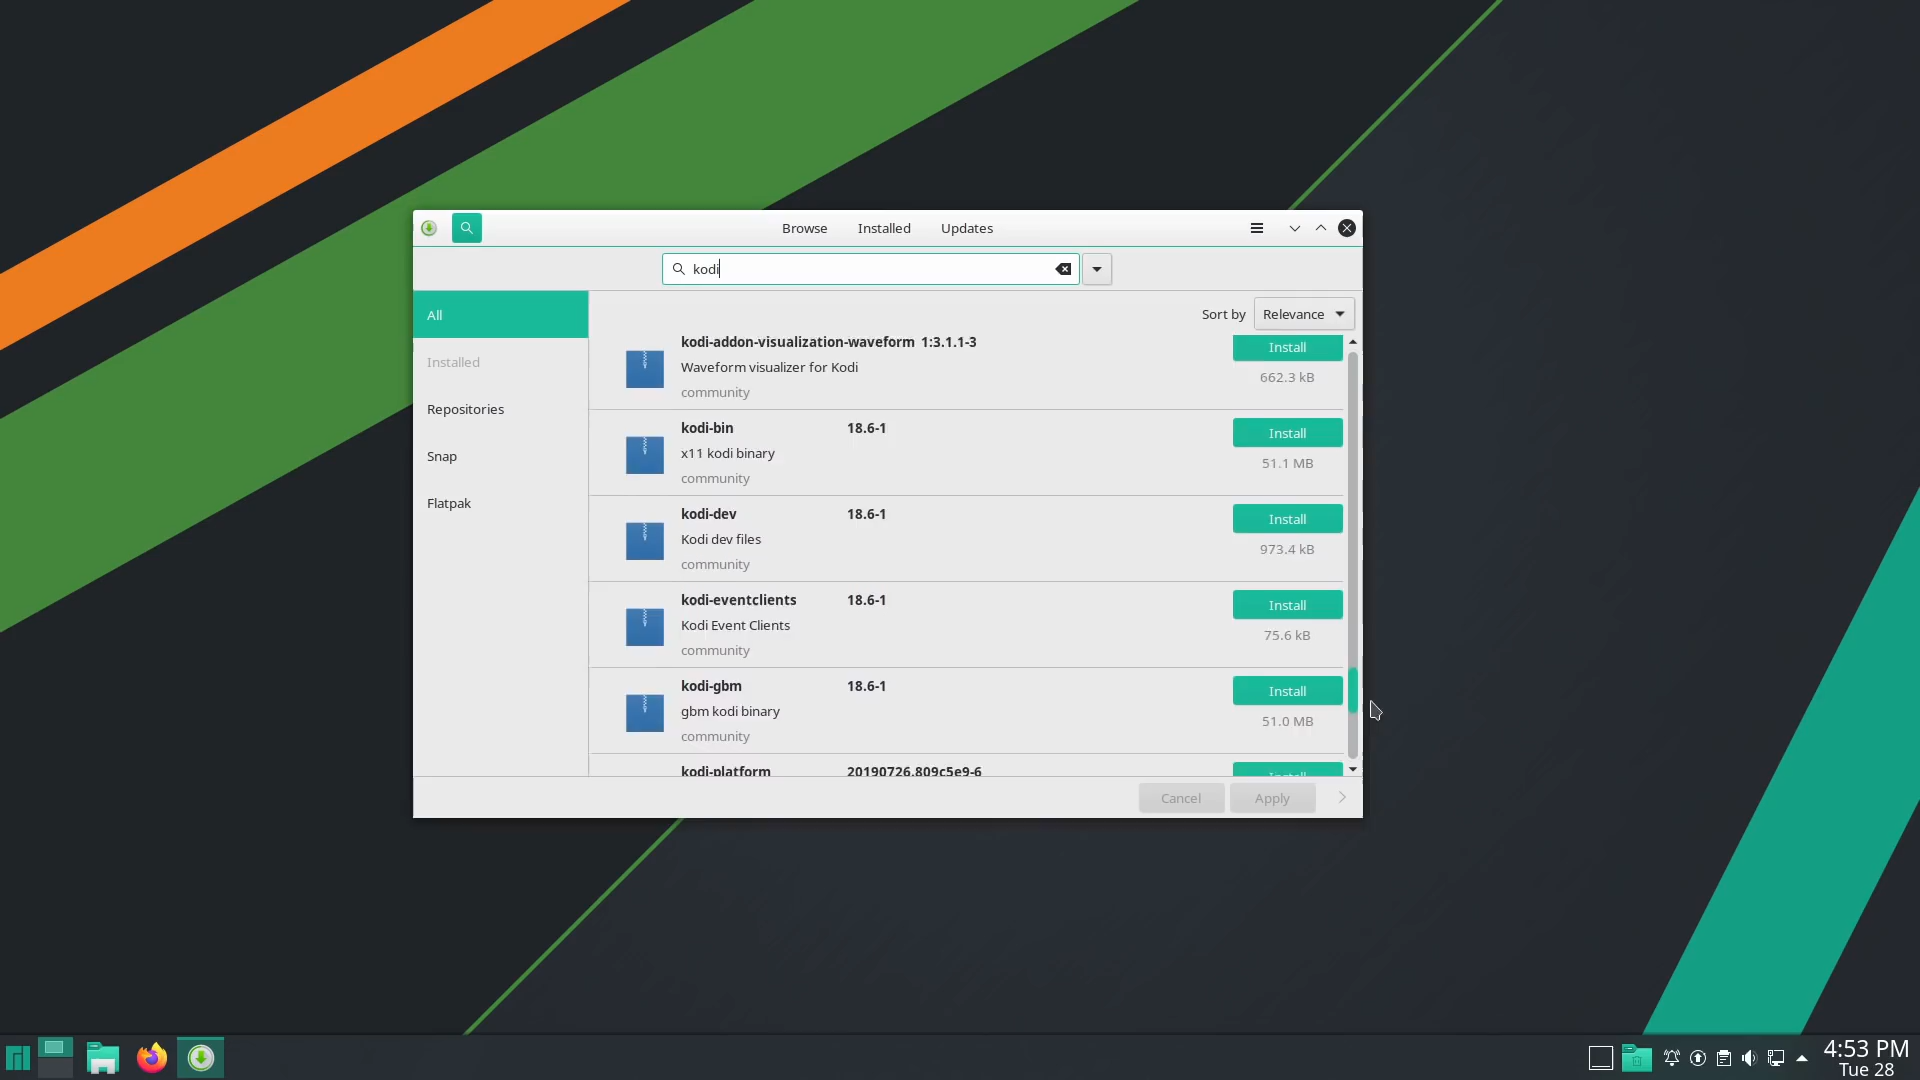 Browse Installed Updates
kodi
All
Installed
Repositories
Snap
Flatpak
Sort by Relevance
kodi-addon-visualization-waveform 1:3.1.1-3
Install
Waveform visualizer for Kodi
662.3 kB
community
kodi-bin 18.6-1
Install
x11 kodi binary
51.1 MB
community
kodi-dev 18.6-1
Install
Kodi dev files
973.4 kB
community
kodi-eventclients 18.6-1
Install
Kodi Event Clients
75.6 kB
community
kodi-gbm 18.6-1
Install
gbm kodi binary
51.0 MB
community
kodi-platform 20190726.809c5e9-6
Install
Cancel Apply
4:53 PM
Tue 28